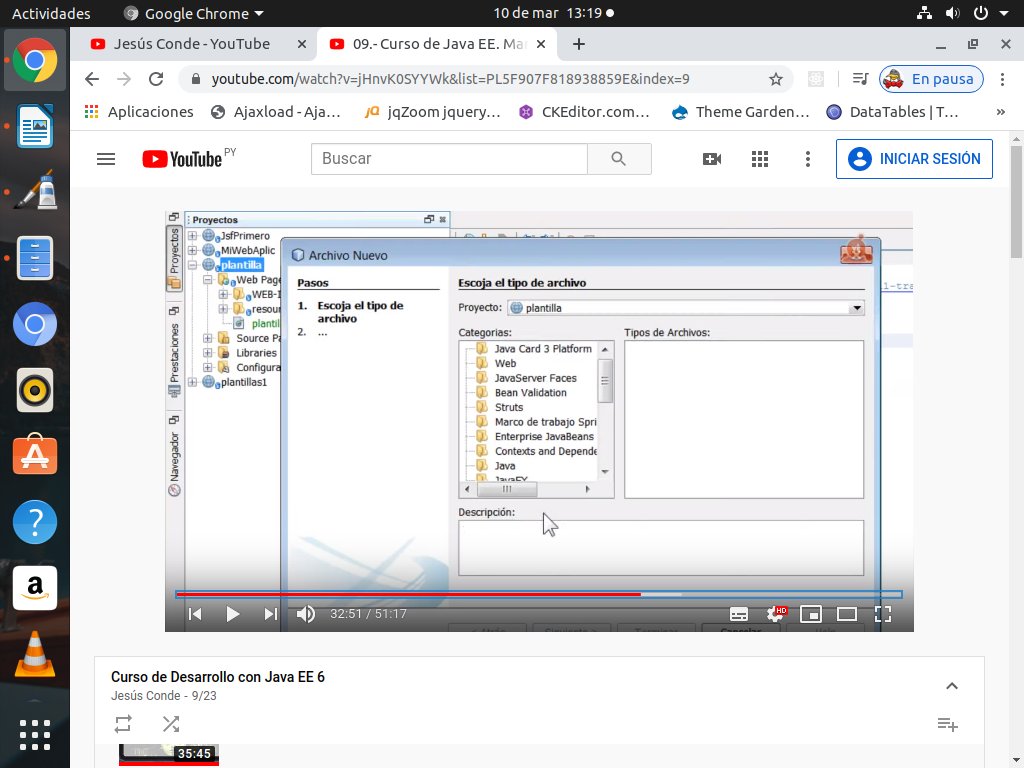 Actividades
Google Chrome
10 de mar 13:19
Jesús Conde - YouTube
09.- Curso de Java EE. Mar
youtube.com/watch?v=jHnvK0SYYWk&list=PL5F907F818938859E&index=9
En pausa
Aplicaciones
Ajaxload - Aja...
jqZoom jquery...
CKEditor.com...
Theme Garden...
DataTables | T...
»
YouTube PY
Buscar
INICIAR SESIÓN
Proyectos
JsfPrimero
MiWebAplic
plantilla
Web Page
WEB-I
resour
plantil
Source Pa
Libraries
Configura
plantillas1
Proyectos
Prestaciones
Navegador
Archivo Nuevo
Pasos
1. Escoja el tipo de
archivo
2. ...
Escoja el tipo de archivo
Proyecto: plantilla
Categorías:
Tipos de Archivos:
Java Card 3 Platform
Web
JavaServer Faces
Bean Validation
Struts
Marco de trabajo Spri
Enterprise JavaBeans
Contexts and Depende
Java
JavaFX
Descripción:
l-tra
32:51 / 51:17
HD
Cancelar
Curso de Desarrollo con Java EE 6
Jesús Conde - 9/23
35:45
a